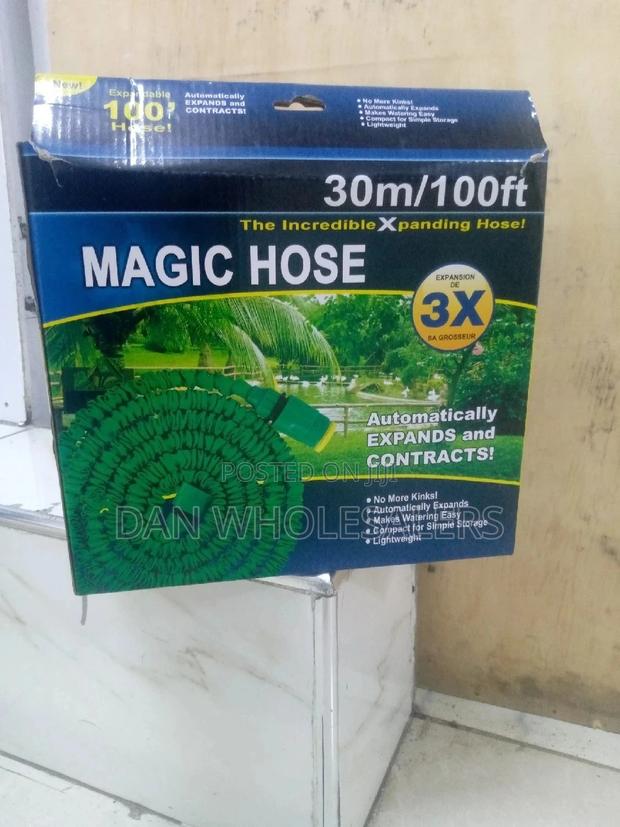 New!
Expandable
100'
Hose!
Automatically
EXPANDS and
CONTRACTS!
• No More Kinks!
• Automatically Expands
• Makes Watering Easy
• Compact for Simple Storage
• Lightweight
30m/100ft
The Incredible Xpanding Hose!
MAGIC HOSE
EXPANSION
DE
3X
SA GROSSEUR
Automatically
EXPANDS and
CONTRACTS!
POSTED ON Jiji
DAN WHOLESALERS
• No More Kinks!
• Automatically Expands
• Makes Watering Easy
• Compact for Simple Storage
• Lightweight